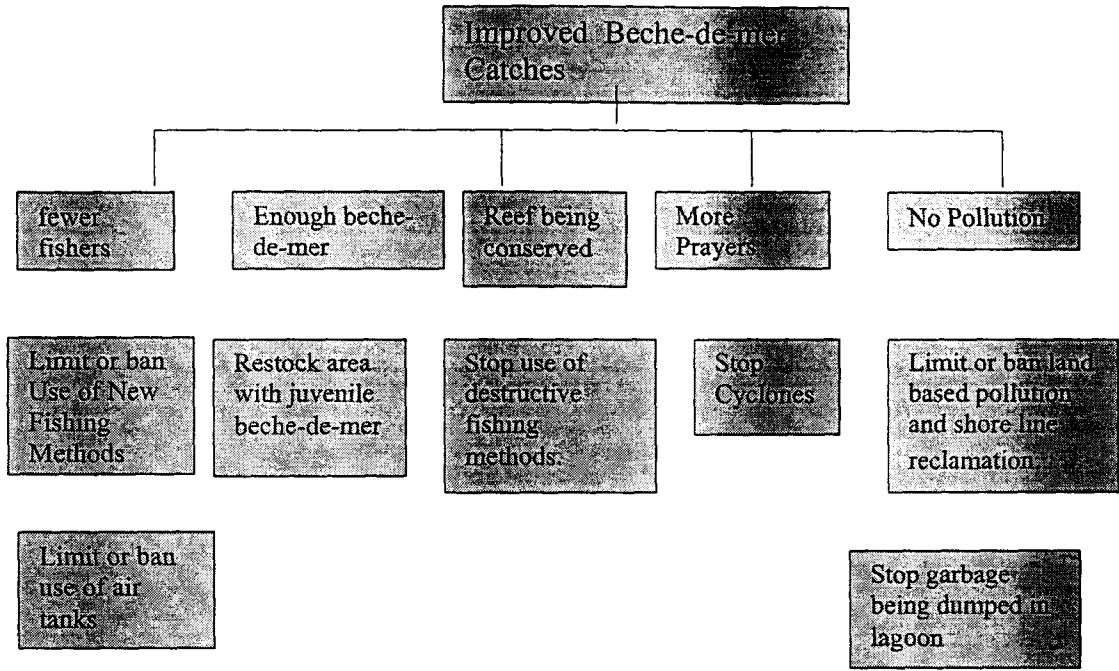 Improved Beche-de-mer
Catches
fewer
fishers
Enough beche-
de-mer
Reef being
conserved
More
Prayers
No Pollution
Limit or ban
Use of New
Fishing
Methods
Restock area
with juvenile
beche-de-mer
Stop use of
destructive
fishing
methods.
Stop
Cyclones
Limit or ban land
based pollution
and shore line
reclamation
Limit or ban
use of air
tanks
Stop garbage
being dumped in
lagoon